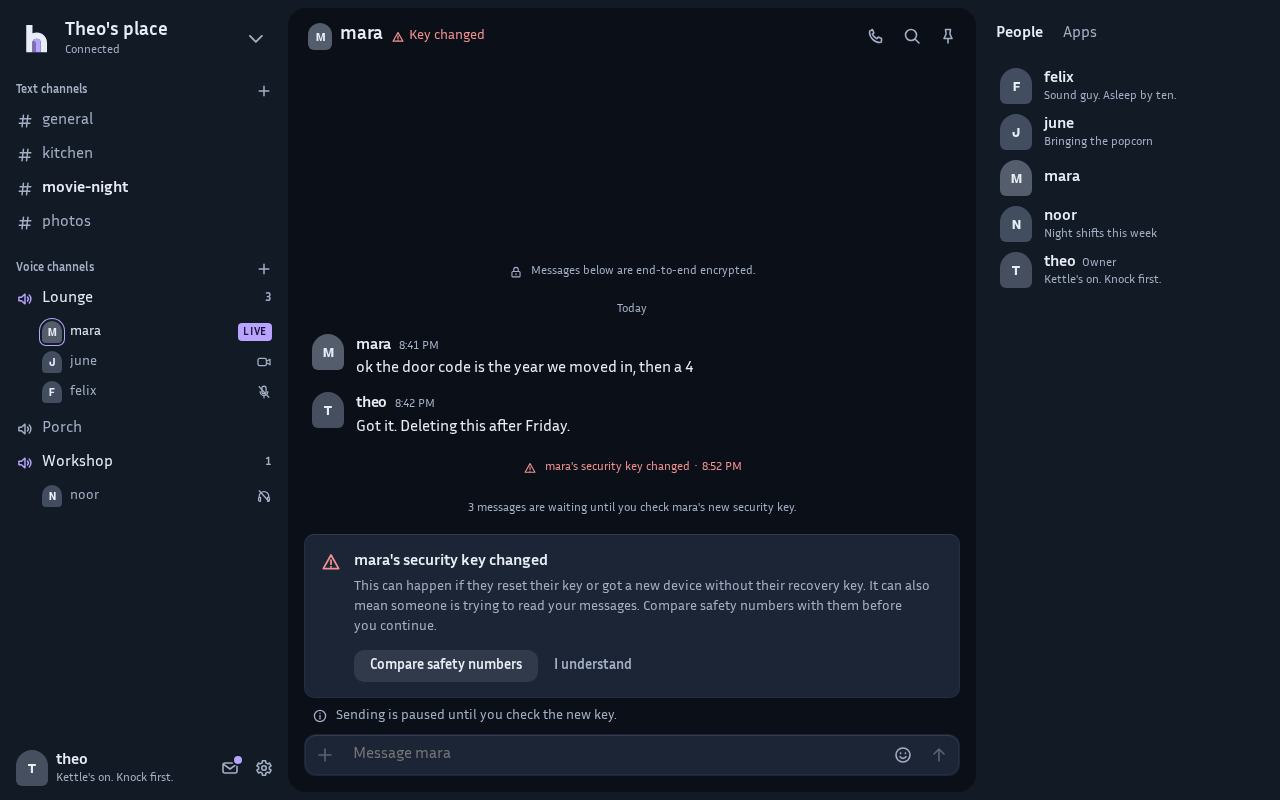 Theo's place
Connected
Text channels
general
kitchen
movie-night
photos
Voice channels
Lounge
3
M
mara
LIVE
J
june
F
felix
Porch
Workshop
1
N
noor
T
theo
Kettle's on. Knock first.
M
mara
Key changed
Messages below are end-to-end encrypted.
Today
M
mara 8:41 PM
ok the door code is the year we moved in, then a 4
T
theo 8:42 PM
Got it. Deleting this after Friday.
mara's security key changed · 8:52 PM
3 messages are waiting until you check mara's new security key.
mara's security key changed
This can happen if they reset their key or got a new device without their recovery key. It can also
mean someone is trying to read your messages. Compare safety numbers with them before
you continue.
Compare safety numbers
I understand
Sending is paused until you check the new key.
Message mara
People
Apps
F
felix
Sound guy. Asleep by ten.
J
june
Bringing the popcorn
M
mara
N
noor
Night shifts this week
T
theo Owner
Kettle's on. Knock first.